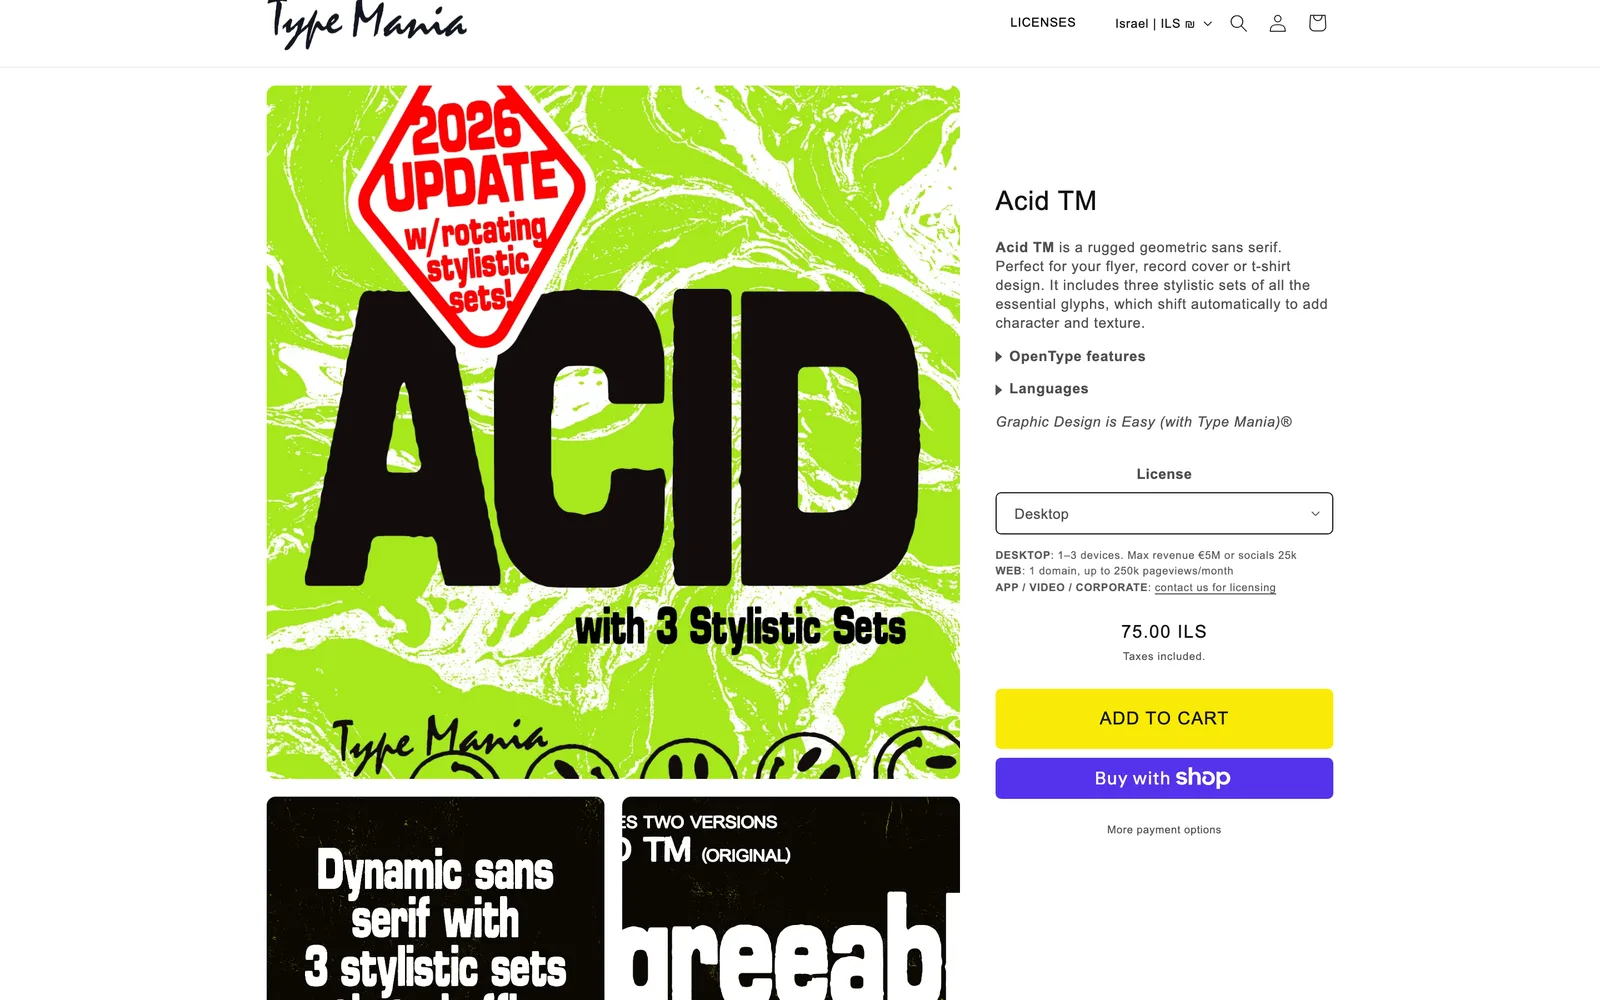 Type Mania
LICENSES
Israel | ILS ₪
2026
UPDATE
w/rotating
stylistic
sets!
ACID
with 3 Stylistic Sets
Type Mania
Acid TM
Acid TM is a rugged geometric sans serif.
Perfect for your flyer, record cover or t-shirt
design. It includes three stylistic sets of all the
essential glyphs, which shift automatically to add
character and texture.
OpenType features
Languages
Graphic Design is Easy (with Type Mania)®
License
Desktop
DESKTOP: 1–3 devices. Max revenue €5M or socials 25k
WEB: 1 domain, up to 250k pageviews/month
APP / VIDEO / CORPORATE: contact us for licensing
75.00 ILS
Taxes included.
ADD TO CART
Buy with shop
More payment options
Dynamic sans
serif with
3 stylistic sets
ES TWO VERSIONS
TM (ORIGINAL)
greeab